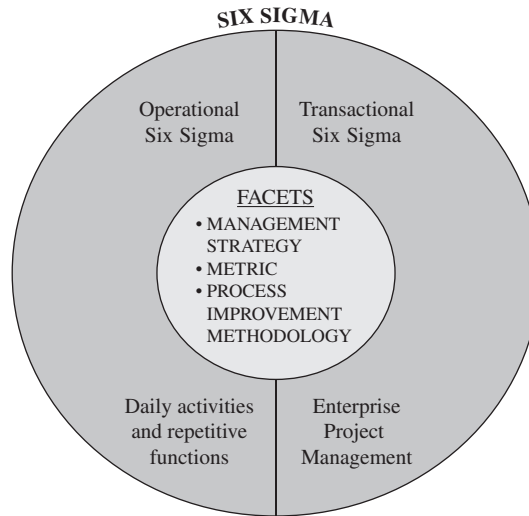 SIX SIGMA
Operational
Six Sigma
Transactional
Six Sigma
FACETS
• MANAGEMENT
STRATEGY
• METRIC
• PROCESS
IMPROVEMENT
METHODOLOGY
Daily activities
and repetitive
functions
Enterprise
Project
Management